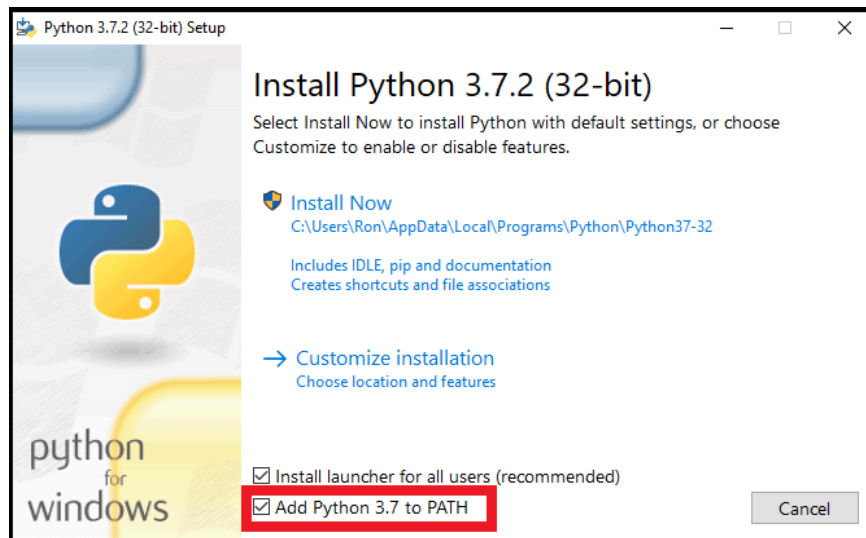 Python 3.7.2 (32-bit) Setup
Install Python 3.7.2 (32-bit)
Select Install Now to install Python with default settings, or choose
Customize to enable or disable features.
Install Now
C:\Users\Ron\AppData\Local\Programs\Python\Python37-32
Includes IDLE, pip and documentation
Creates shortcuts and file associations
Customize installation
Choose location and features
python
for
windows
Install launcher for all users (recommended)
Add Python 3.7 to PATH
Cancel